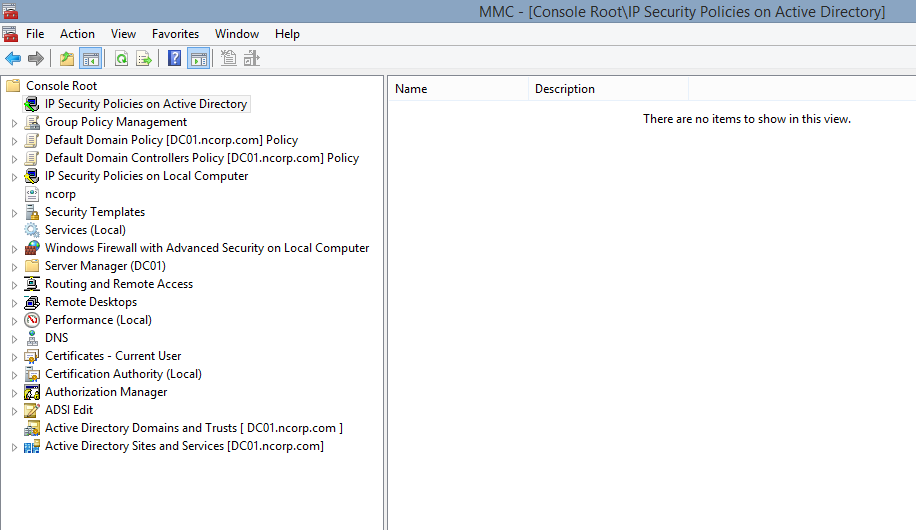 MMC - [Console Root\IP Security Policies on Active Directory]
File Action View Favorites Window Help
Console Root
IP Security Policies on Active Directory
Group Policy Management
Default Domain Policy [DC01.ncorp.com] Policy
Default Domain Controllers Policy [DC01.ncorp.com] Policy
IP Security Policies on Local Computer
ncorp
Security Templates
Services (Local)
Windows Firewall with Advanced Security on Local Computer
Server Manager (DC01)
Routing and Remote Access
Remote Desktops
Performance (Local)
DNS
Certificates - Current User
Certification Authority (Local)
Authorization Manager
ADSI Edit
Active Directory Domains and Trusts [ DC01.ncorp.com ]
Active Directory Sites and Services [DC01.ncorp.com]
Name Description
There are no items to show in this view.